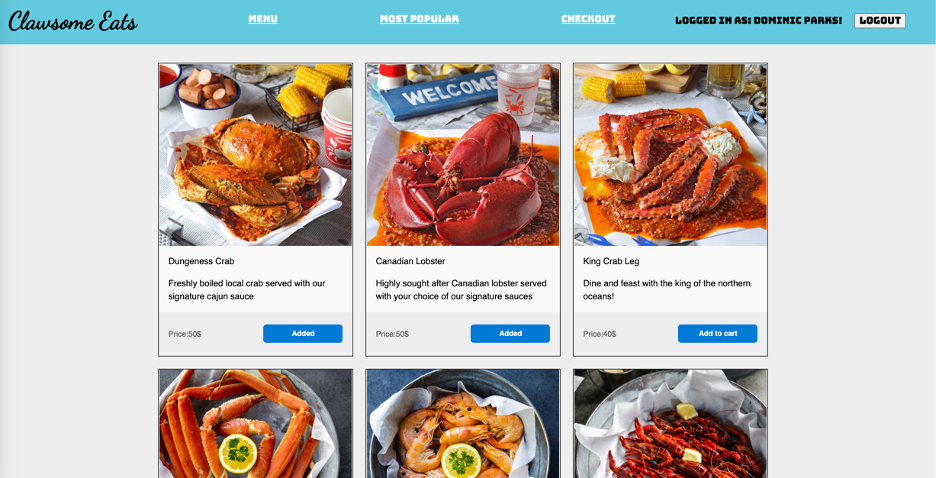 Clawsome Eats
MENU
MOST POPULAR
CHECKOUT
LOGGED IN AS: DOMINIC PARKS!
LOGOUT
WELCOME
Dungeness Crab
Freshly boiled local crab served with our
signature cajun sauce
Price:50$
Added
Canadian Lobster
Highly sought after Canadian lobster served
with your choice of our signature sauces
Price:50$
Added
King Crab Leg
Dine and feast with the king of the northern
oceans!
Price:40$
Add to cart